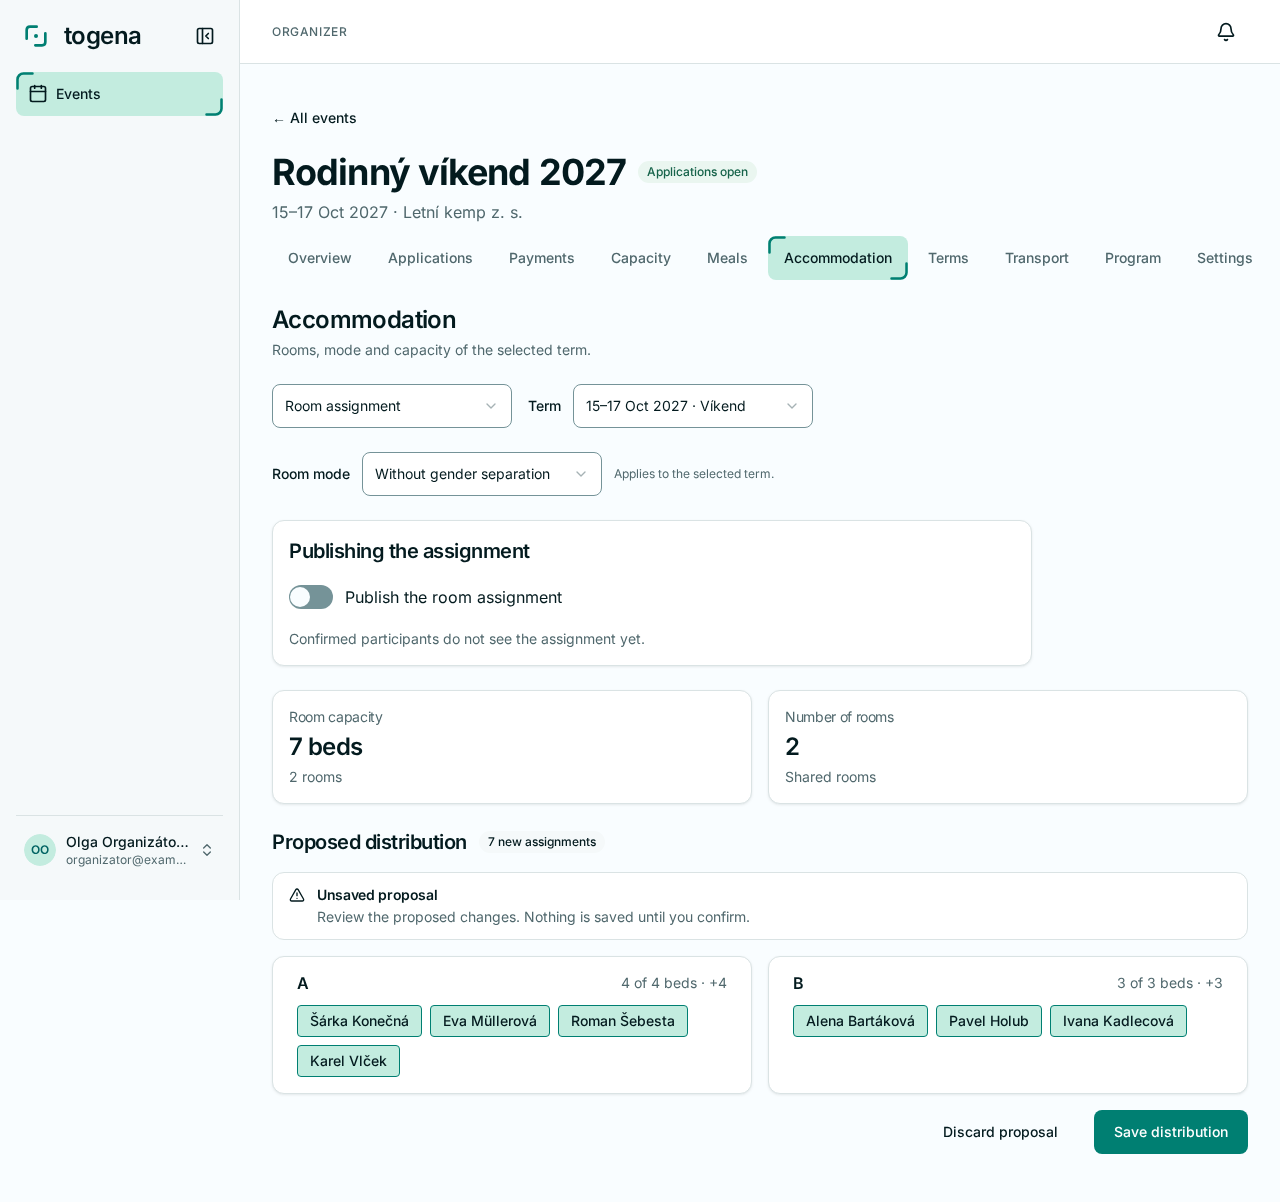 togena
ORGANIZER
Events
← All events
Rodinný víkend 2027
Applications open
15–17 Oct 2027 · Letní kemp z. s.
Overview
Applications
Payments
Capacity
Meals
Accommodation
Terms
Transport
Program
Settings
Accommodation
Rooms, mode and capacity of the selected term.
Room assignment
Term
15–17 Oct 2027 · Víkend
Room mode
Without gender separation
Applies to the selected term.
Publishing the assignment
Publish the room assignment
Confirmed participants do not see the assignment yet.
Room capacity
7 beds
2 rooms
Number of rooms
2
Shared rooms
Proposed distribution
7 new assignments
Unsaved proposal
Review the proposed changes. Nothing is saved until you confirm.
A
4 of 4 beds · +4
Šárka Konečná
Eva Müllerová
Roman Šebesta
Karel Vlček
B
3 of 3 beds · +3
Alena Bartáková
Pavel Holub
Ivana Kadlecová
Discard proposal
Save distribution
OO
Olga Organizáto...
organizator@exam...